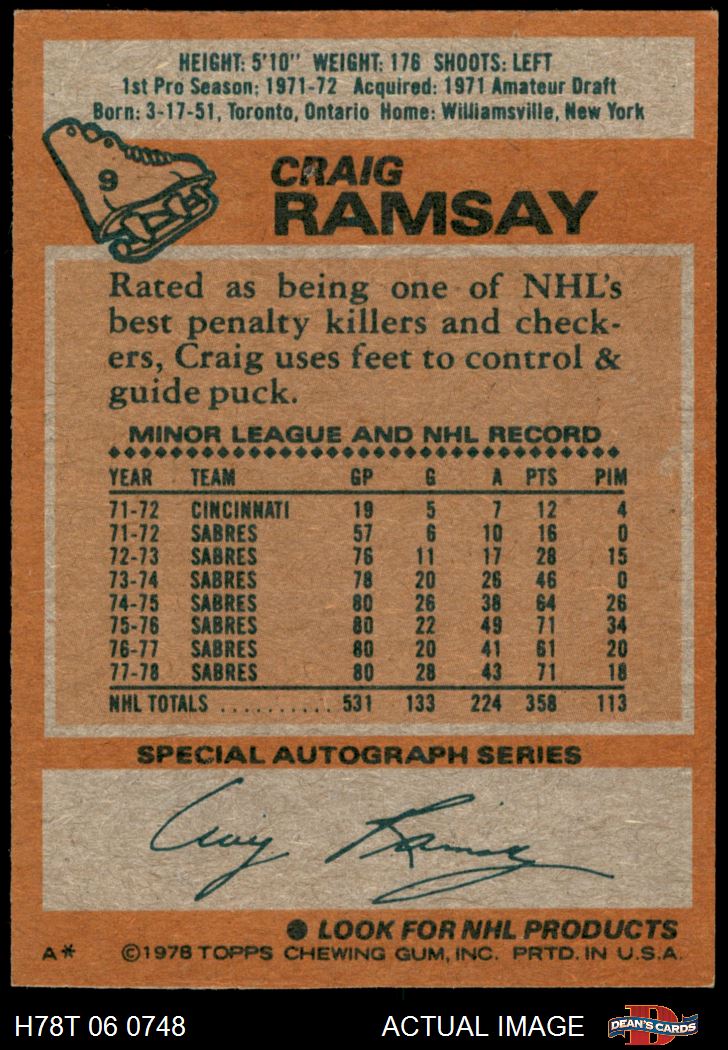 HEIGHT: 5'10" WEIGHT: 176 SHOOTS: LEFT
1st Pro Season: 1971-72 Acquired: 1971 Amateur Draft
Born: 3-17-51, Toronto, Ontario Home: Williamsville, New York
9
CRAIG
RAMSAY
Rated as being one of NHL's
best penalty killers and check-
ers, Craig uses feet to control &
guide puck.
MINOR LEAGUE AND NHL RECORD
YEAR TEAM GP G A PTS PIM
71-72 CINCINNATI 19 5 7 12 4
71-72 SABRES 57 6 10 16 0
72-73 SABRES 76 11 17 28 15
73-74 SABRES 78 20 26 46 0
74-75 SABRES 80 26 38 64 26
75-76 SABRES 80 22 49 71 34
76-77 SABRES 80 20 41 61 20
77-78 SABRES 80 28 43 71 18
NHL TOTALS .......... 531 133 224 358 113
SPECIAL AUTOGRAPH SERIES
Craig Ramsay
● LOOK FOR NHL PRODUCTS
A* ©1978 TOPPS CHEWING GUM, INC. PRTD. IN U.S.A.
H78T 06 0748 ACTUAL IMAGE DEAN'S CARDS